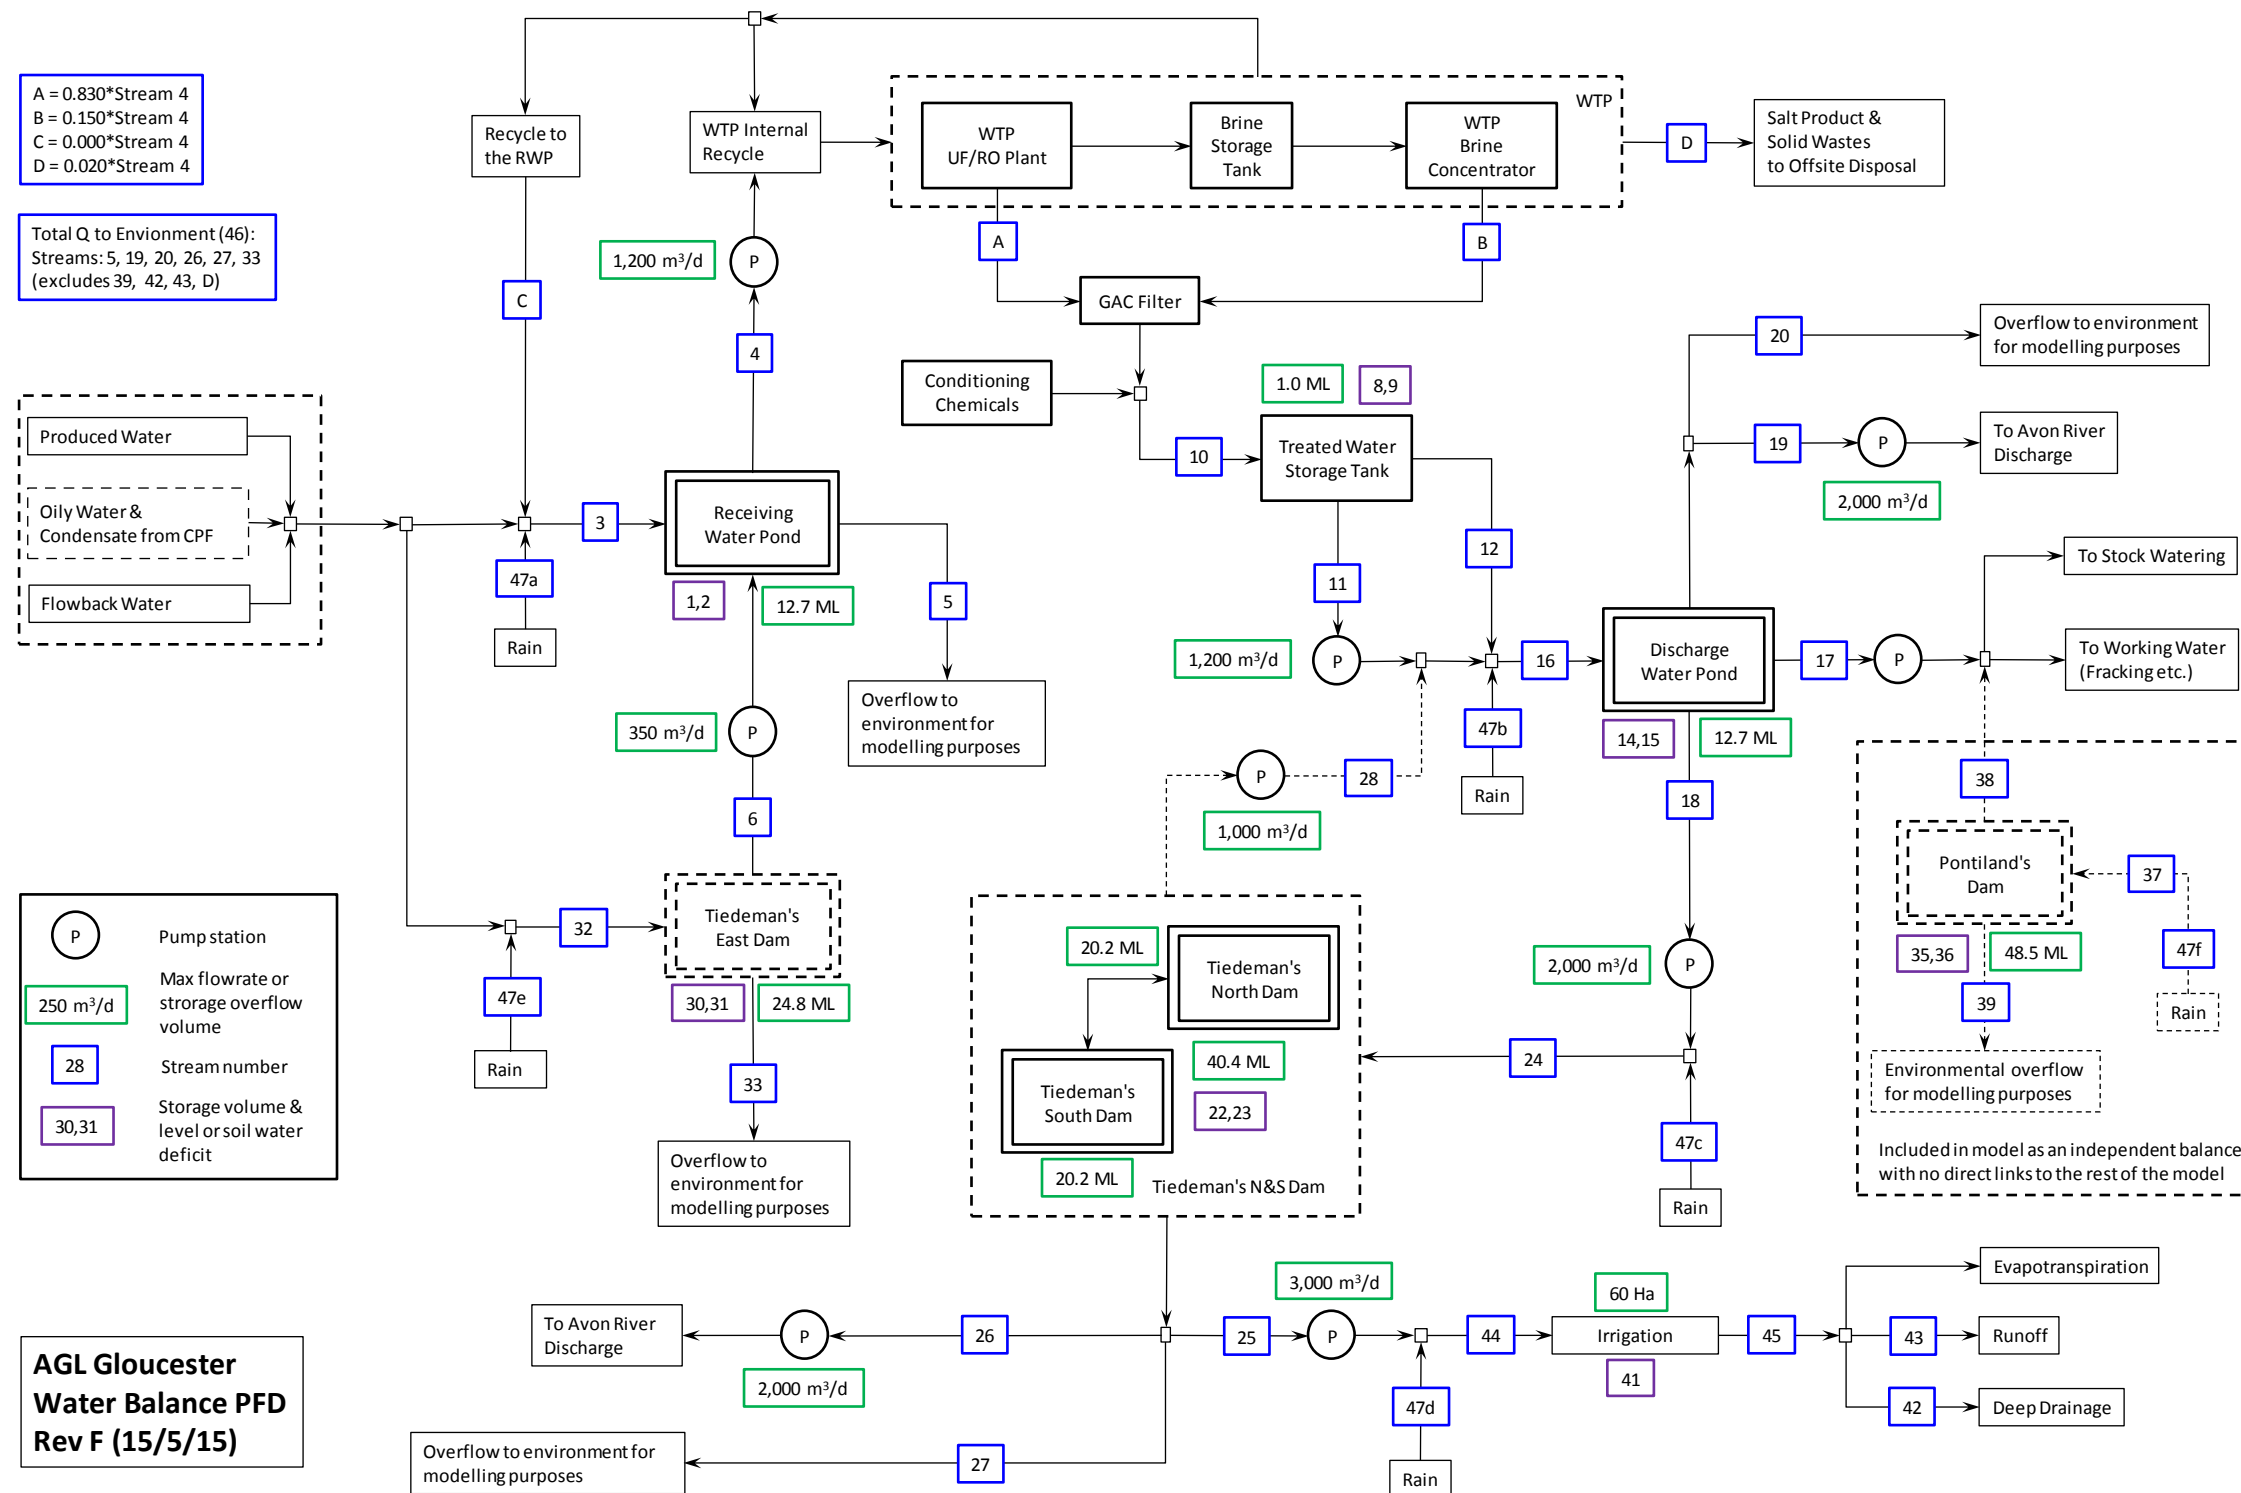 A = 0.830*Stream 4
B = 0.150*Stream 4
C = 0.000*Stream 4
D = 0.020*Stream 4
Total Q to Envionment (46):
Streams: 5, 19, 20, 26, 27, 33
(excludes 39, 42, 43, D)
Recycle to
the RWP
WTP Internal
Recycle
WTP
WTP
UF/RO Plant
Brine
Storage
Tank
WTP
Brine
Concentrator
D
Salt Product &
Solid Wastes
to Offsite Disposal
1,200 m³/d
P
A
B
C
GAC Filter
4
Conditioning
Chemicals
1.0 ML
8,9
20
Overflow to environment
for modelling purposes
Produced Water
Oily Water &
Condensate from CPF
Flowback Water
3
47a
Rain
Receiving
Water Pond
1,2
12.7 ML
5
Overflow to
environment for
modelling purposes
10
Treated Water
Storage Tank
11
12
1,200 m³/d
P
16
47b
Rain
19
P
To Avon River
Discharge
2,000 m³/d
Discharge
Water Pond
14,15
12.7 ML
17
P
To Stock Watering
To Working Water
(Fracking etc.)
350 m³/d
P
6
P
28
1,000 m³/d
18
38
Pontiland's
Dam
37
35,36
48.5 ML
47f
39
Rain
Environmental overflow
for modelling purposes
Included in model as an independent balance
with no direct links to the rest of the model
P
Pump station
250 m³/d
Max flowrate or
strorage overflow
volume
28
Stream number
30,31
Storage volume &
level or soil water
deficit
32
47e
Rain
Tiedeman's
East Dam
30,31
24.8 ML
33
Overflow to
environment for
modelling purposes
20.2 ML
Tiedeman's
North Dam
40.4 ML
22,23
Tiedeman's
South Dam
20.2 ML
Tiedeman's N&S Dam
2,000 m³/d
P
24
47c
Rain
To Avon River
Discharge
P
2,000 m³/d
26
25
3,000 m³/d
P
44
47d
Rain
60 Ha
Irrigation
41
45
Evapotranspiration
43
Runoff
42
Deep Drainage
Overflow to environment for
modelling purposes
27
AGL Gloucester
Water Balance PFD
Rev F (15/5/15)